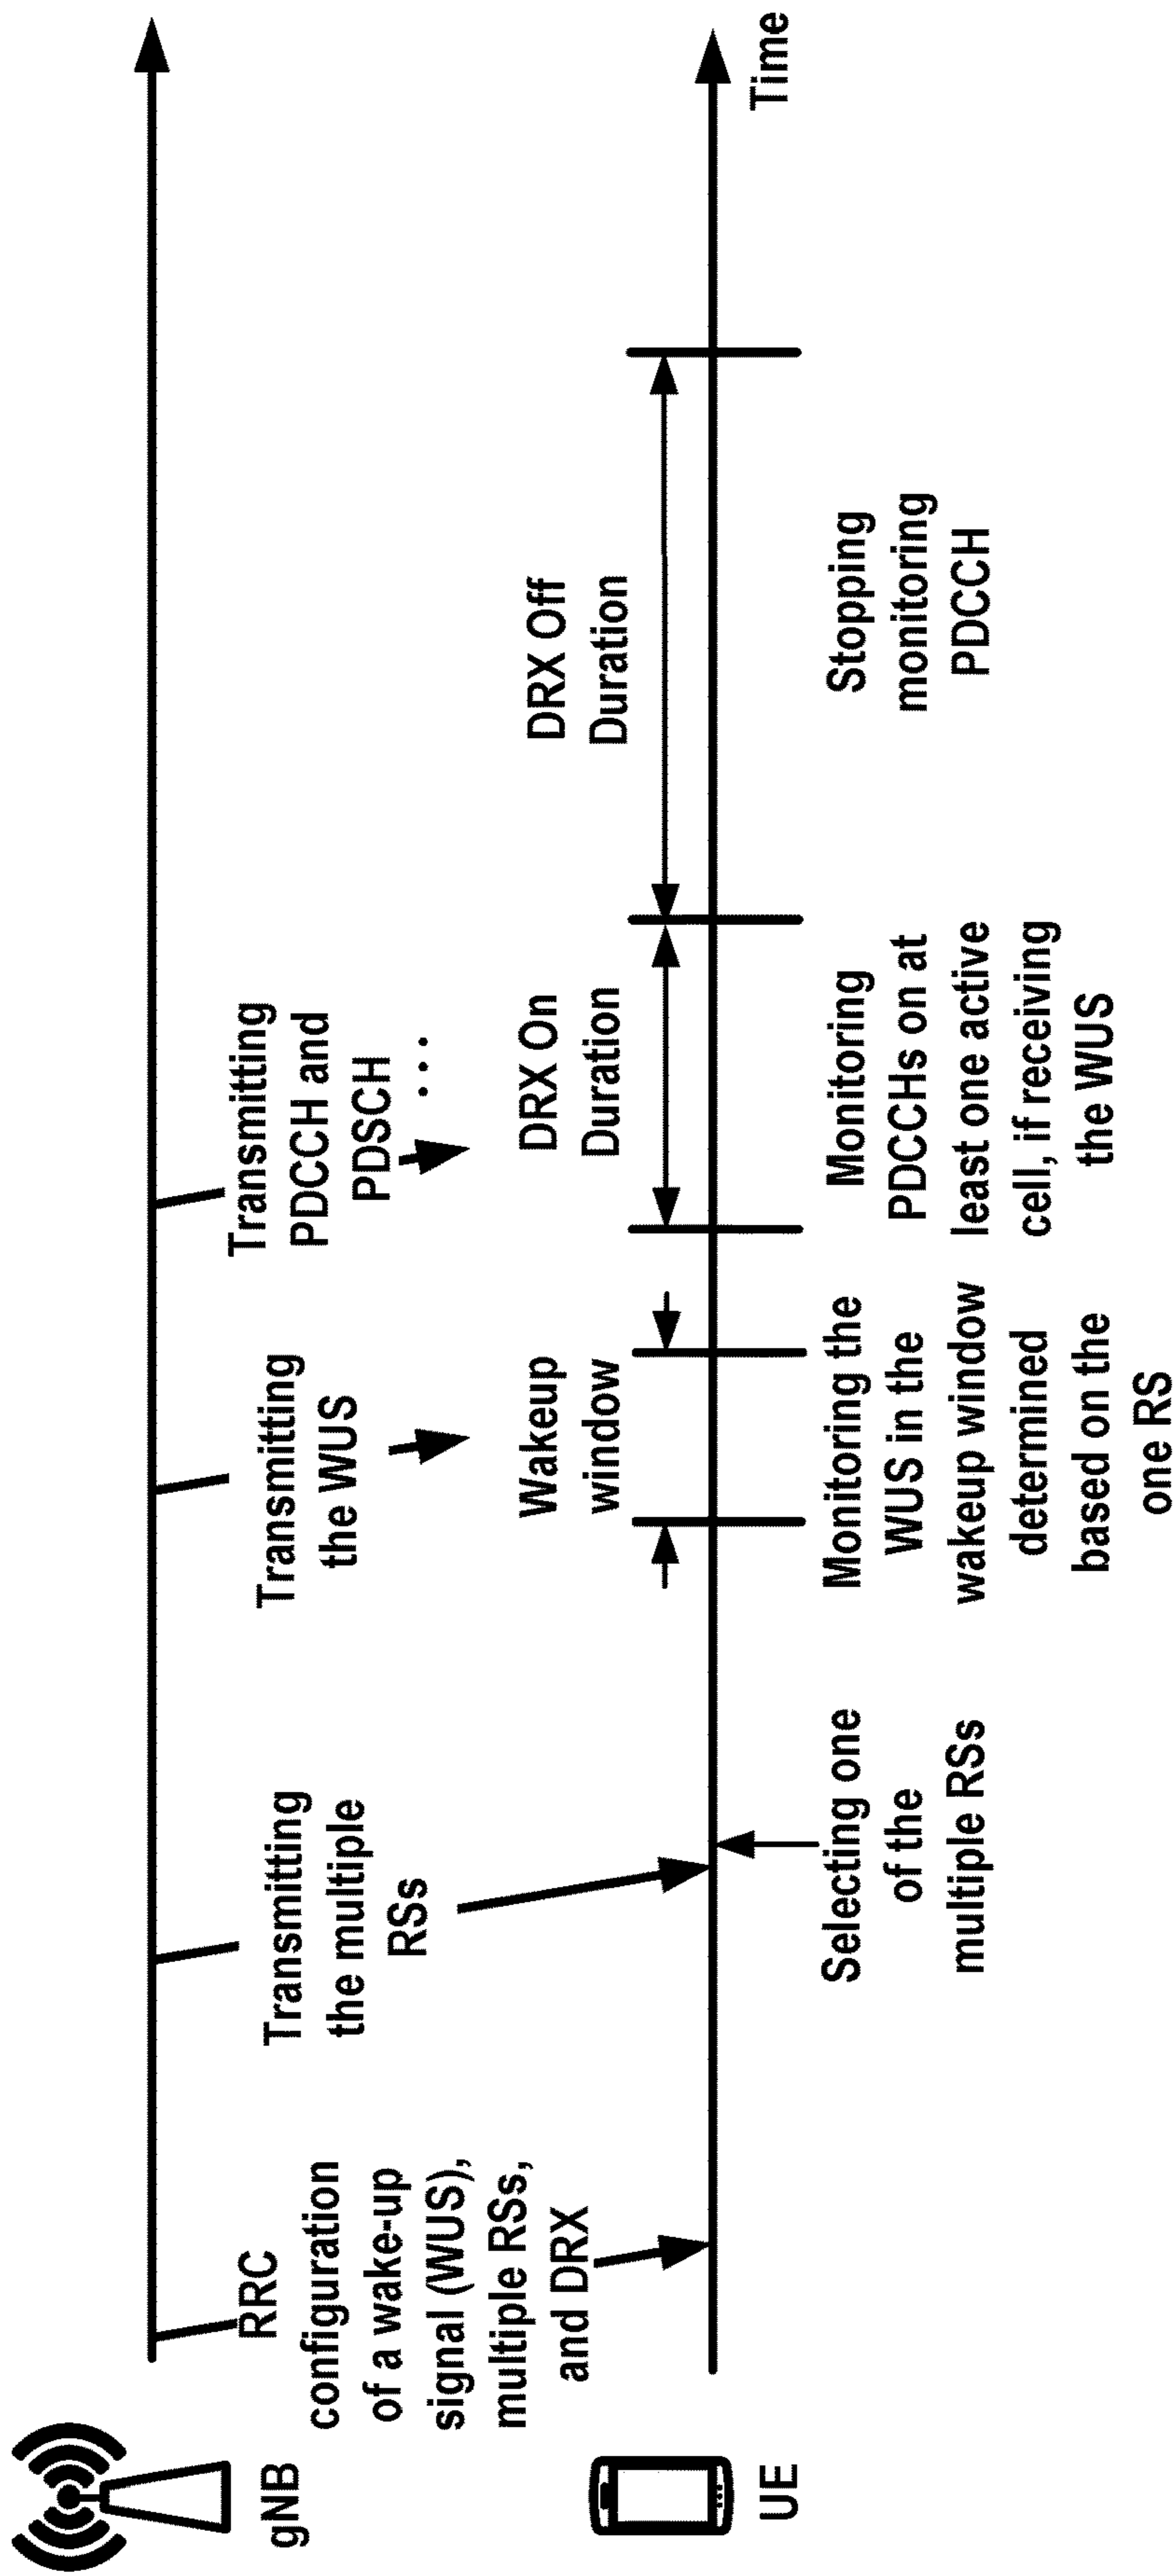 gNB
RRC
configuration
of a wake-up
signal (WUS),
multiple RSs,
and DRX
Transmitting
the multiple
RSs
Transmitting
the WUS
Transmitting
PDCCH and
PDSCH
...
Wakeup
window
DRX On
Duration
DRX Off
Duration
UE
Selecting one
of the
multiple RSs
Monitoring the
WUS in the
wakeup window
determined
based on the
one RS
Monitoring
PDCCHs on at
least one active
cell, if receiving
the WUS
Stopping
monitoring
PDCCH
Time